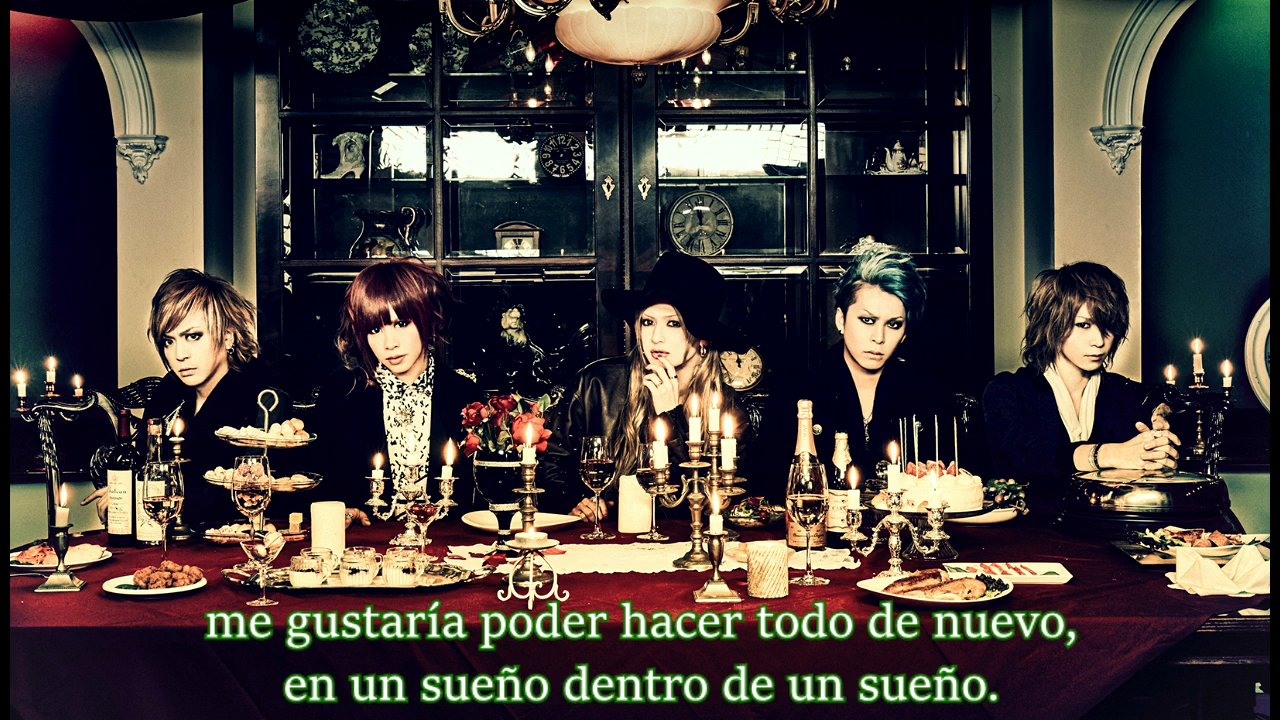 me gustaría poder hacer todo de nuevo,
en un sueño dentro de un sueño.